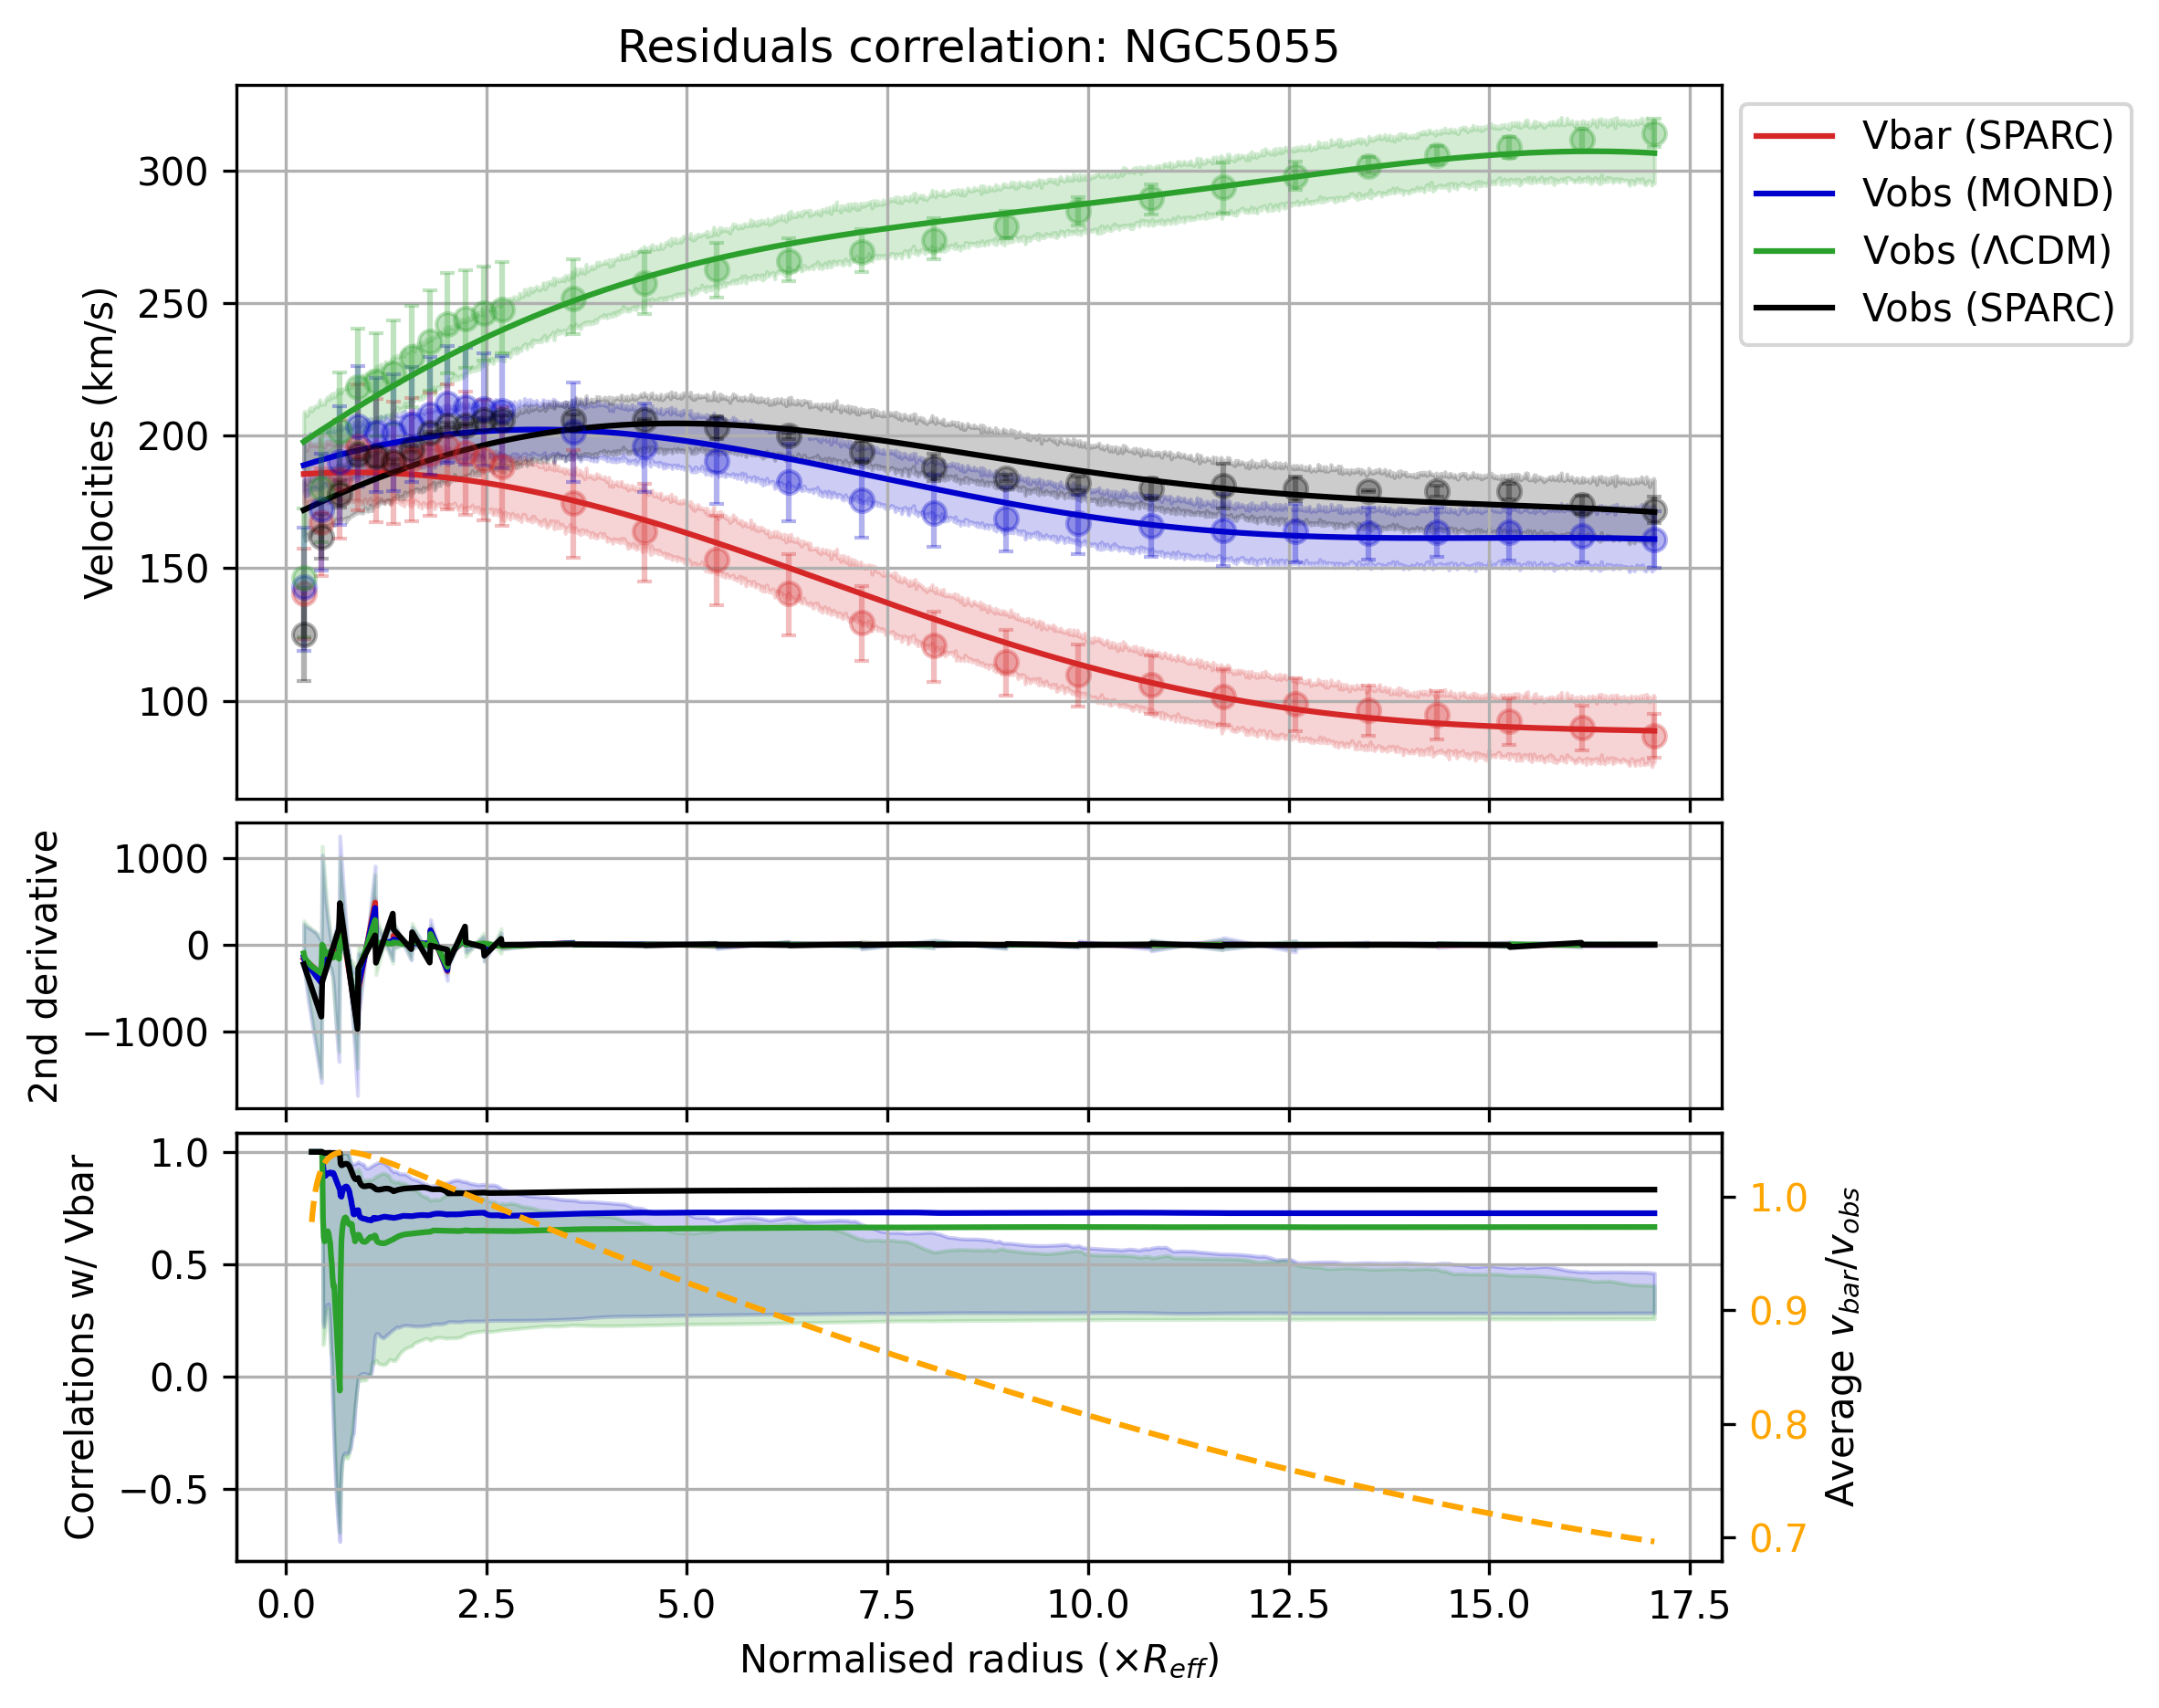 Residuals correlation: NGC5055
Velocities (km/s)
300
250
200
150
100
Vbar (SPARC)
Vobs (MOND)
Vobs (ΛCDM)
Vobs (SPARC)
2nd derivative
1000
0
−1000
Correlations w/ Vbar
1.0
0.5
0.0
−0.5
1.0
0.9
0.8
0.7
Average v_bar/v_obs
0.0 2.5 5.0 7.5 10.0 12.5 15.0 17.5
Normalised radius (×R_eff)